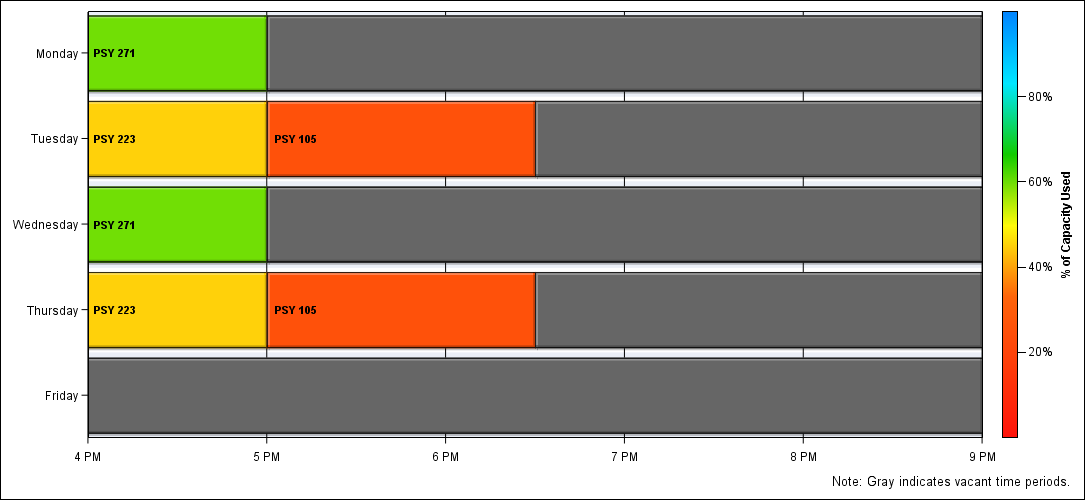 Monday
PSY 271
Tuesday
PSY 223
PSY 105
Wednesday
PSY 271
Thursday
PSY 223
PSY 105
Friday
4 PM
5 PM
6 PM
7 PM
8 PM
9 PM
80%
60%
40%
20%
% of Capacity Used
Note: Gray indicates vacant time periods.